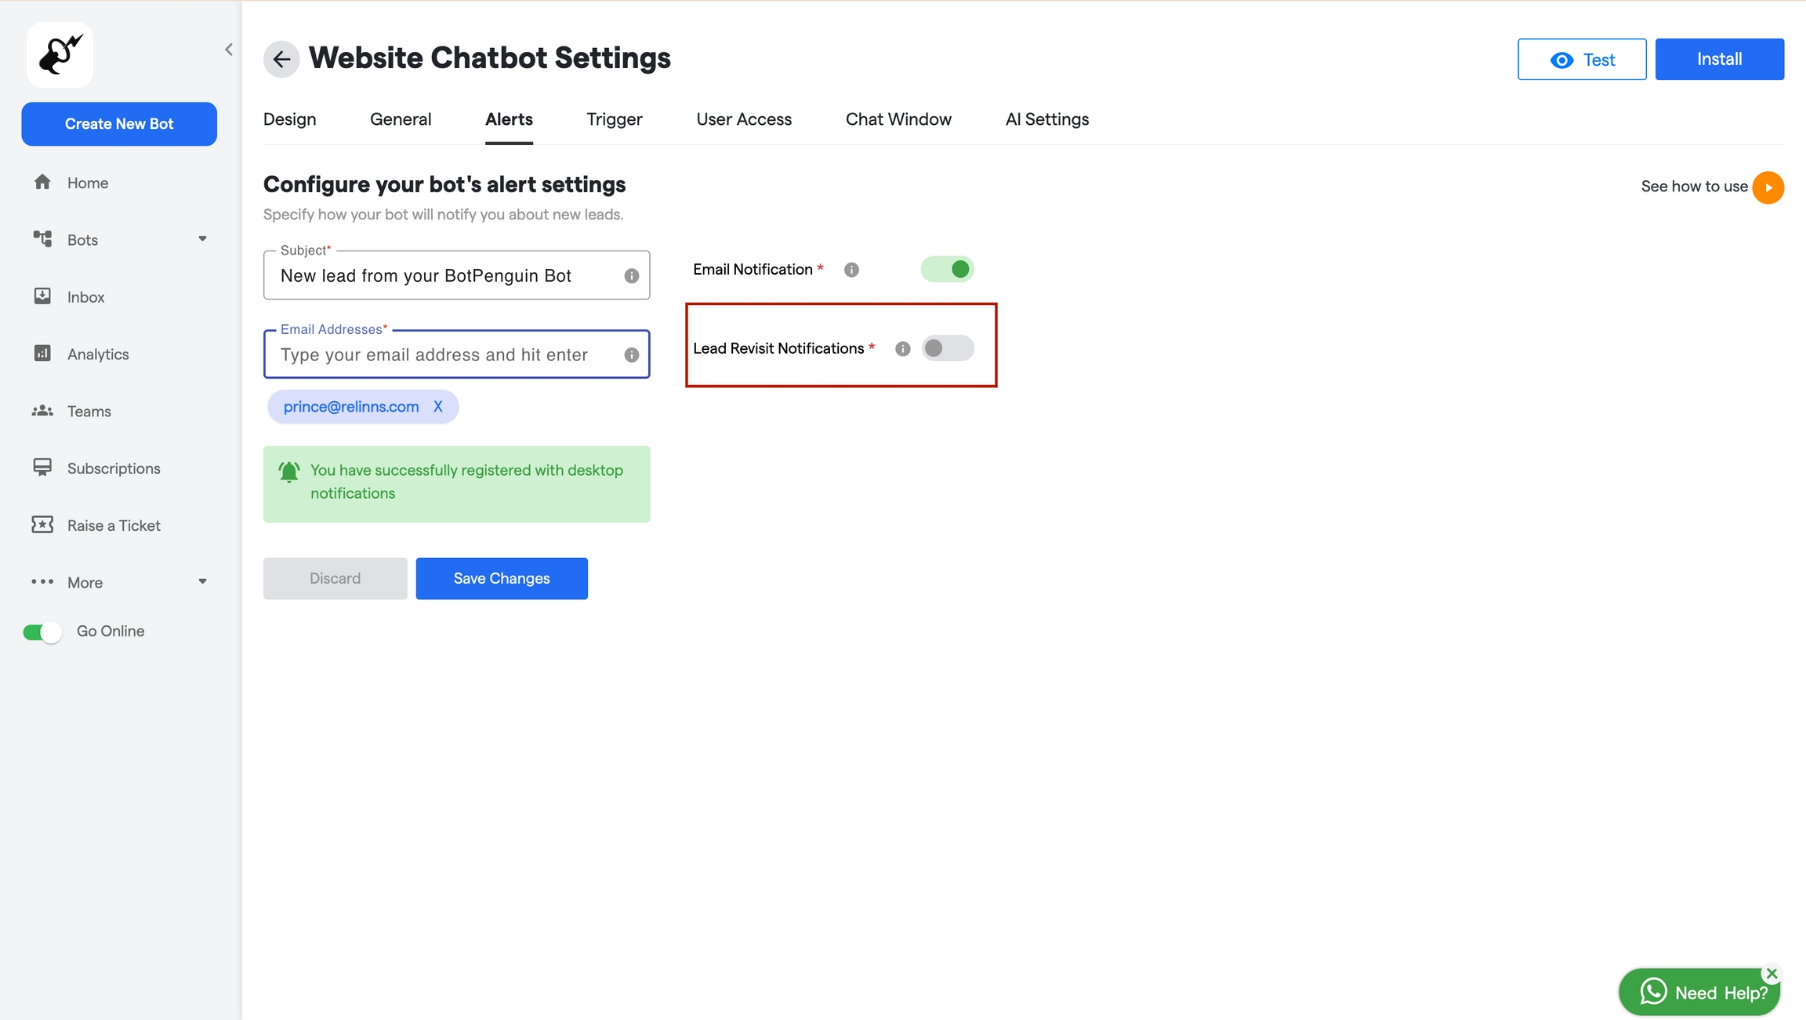 Website Chatbot Settings
Test
Install
Create New Bot
Design
General
Alerts
Trigger
User Access
Chat Window
AI Settings
Home
Bots
Inbox
Analytics
Teams
Subscriptions
Raise a Ticket
More
Go Online
Configure your bot's alert settings
Specify how your bot will notify you about new leads.
See how to use
Subject*
New lead from your BotPenguin Bot
Email Notification *
Email Addresses*
Type your email address and hit enter
Lead Revisit Notifications *
prince@relinns.com X
You have successfully registered with desktop
notifications
Discard
Save Changes
Need Help?